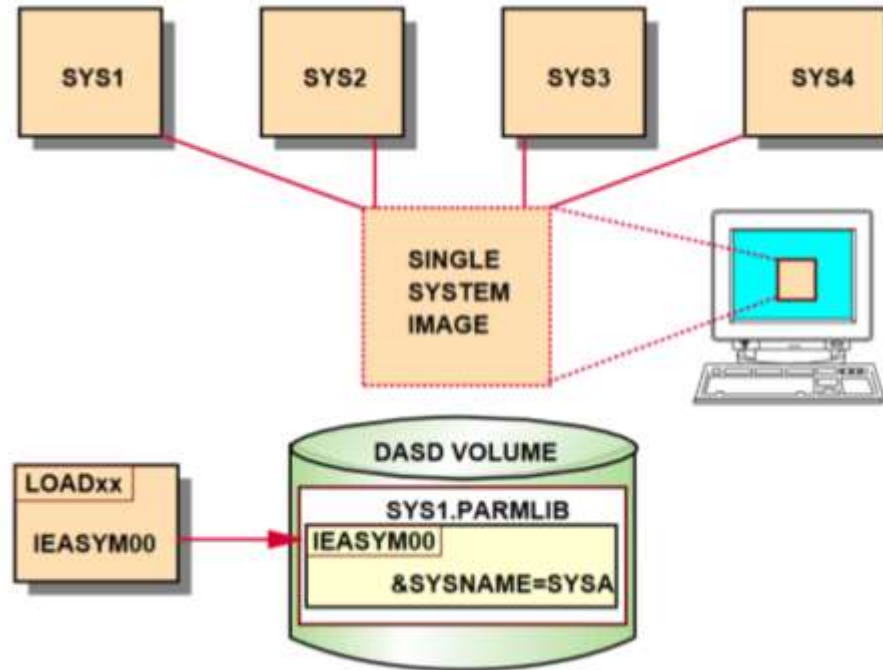 SYS1
SYS2
SYS3
SYS4
SINGLE
SYSTEM
IMAGE
DASD VOLUME
LOADxx
IEASYM00
SYS1.PARMLIB
IEASYM00
&SYSNAME=SYSA